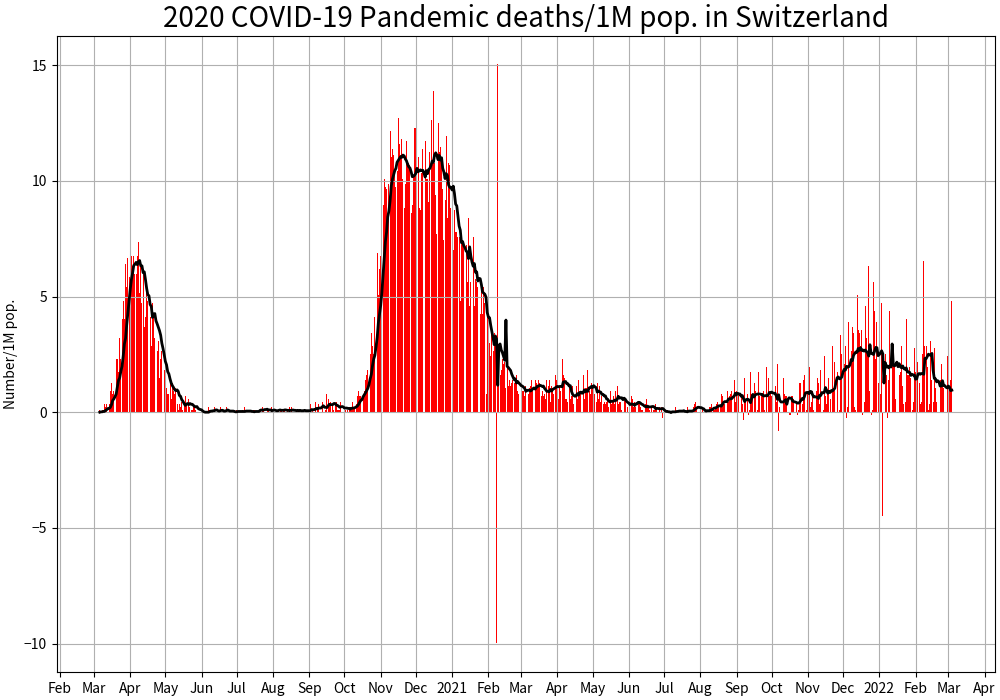 2020 COVID-19 Pandemic deaths/1M pop. in Switzerland
15
10
5
0
−5
−10
Number/1M pop.
Feb Mar Apr May Jun Jul Aug Sep Oct Nov Dec 2021 Feb Mar Apr May Jun Jul Aug Sep Oct Nov Dec 2022 Feb Mar Apr